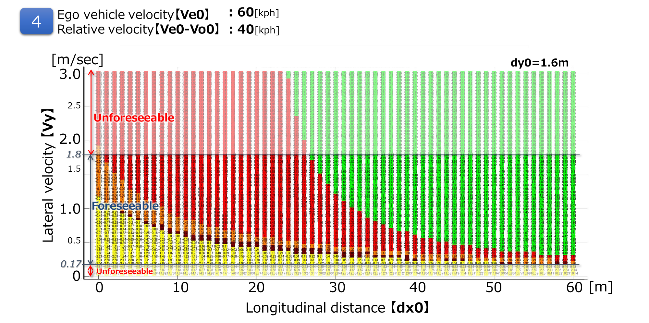 4
Ego vehicle velocity【Ve0】 : 60[kph]
Relative velocity【Ve0-Vo0】 : 40[kph]
[m/sec]
dy0=1.6m
3.0
2.5
Unforeseeable
2.0
1.8
1.5
Foreseeable
1.0
0.5
0.17
Unforeseeable
0
Lateral velocity【Vy】
0 10 20 30 40 50 60 [m]
Longitudinal distance【dx0】